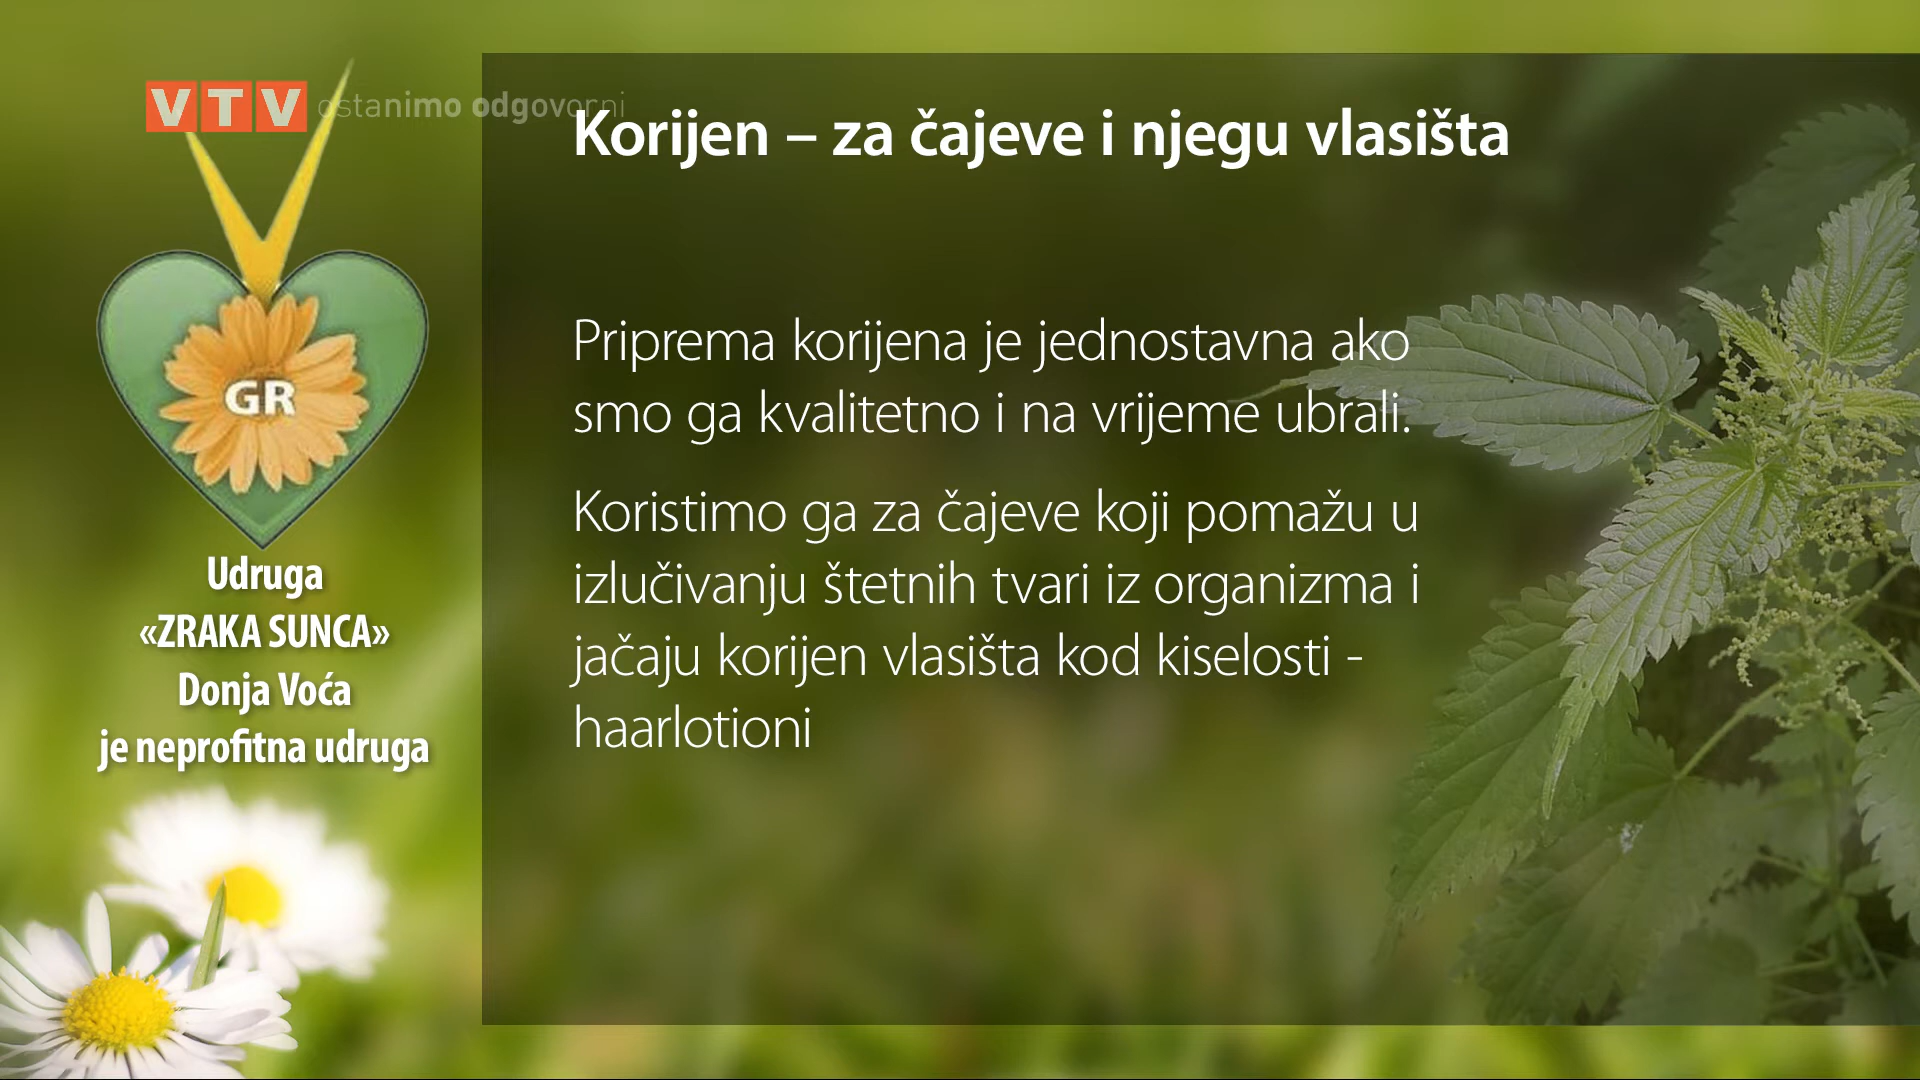 VTV ostanimo odgovorni
Korijen – za čajeve i njegu vlasišta
GR
Udruga
«ZRAKA SUNCA»
Donja Voća
je neprofitna udruga
Priprema korijena je jednostavna ako
smo ga kvalitetno i na vrijeme ubrali.
Koristimo ga za čajeve koji pomažu u
izlučivanju štetnih tvari iz organizma i
jačaju korijen vlasišta kod kiselosti -
haarlotioni